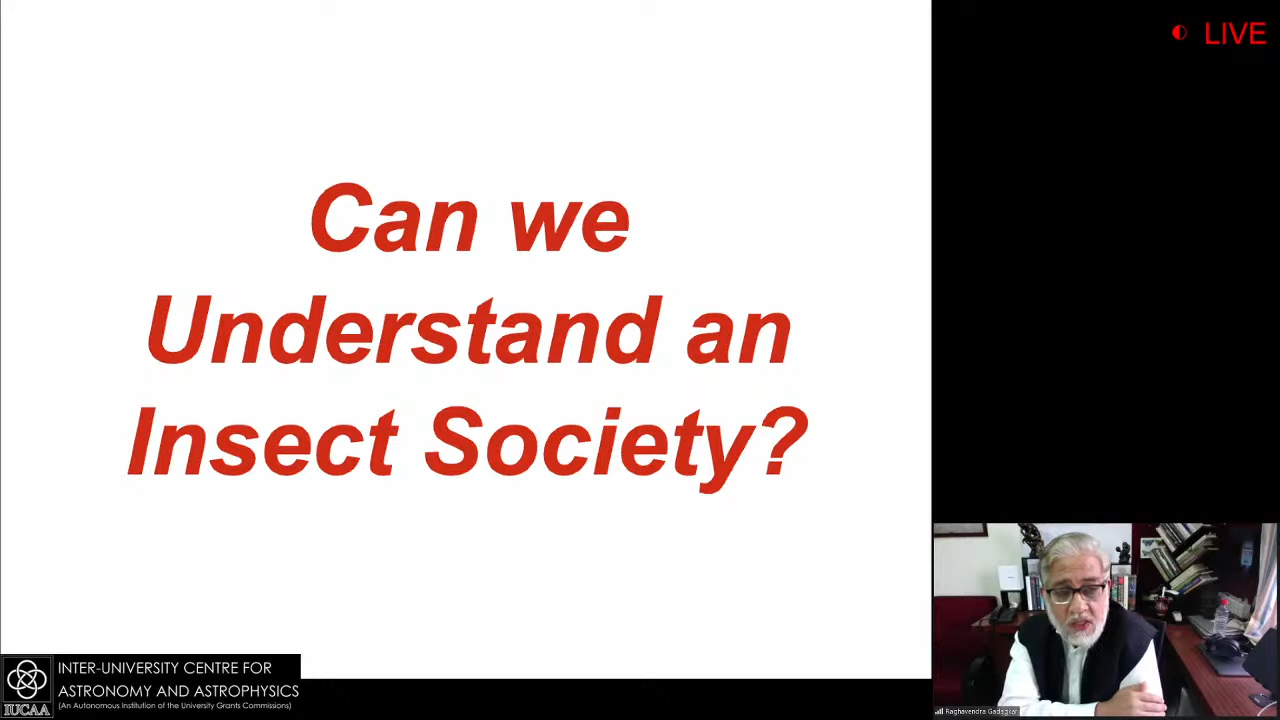 LIVE
Can we
Understand an
Insect Society?
INTER-UNIVERSITY CENTRE FOR
ASTRONOMY AND ASTROPHYSICS
(An Autonomous Institution of the University Grants Commissions)
IUCAA
Raghavendra Gadagkar